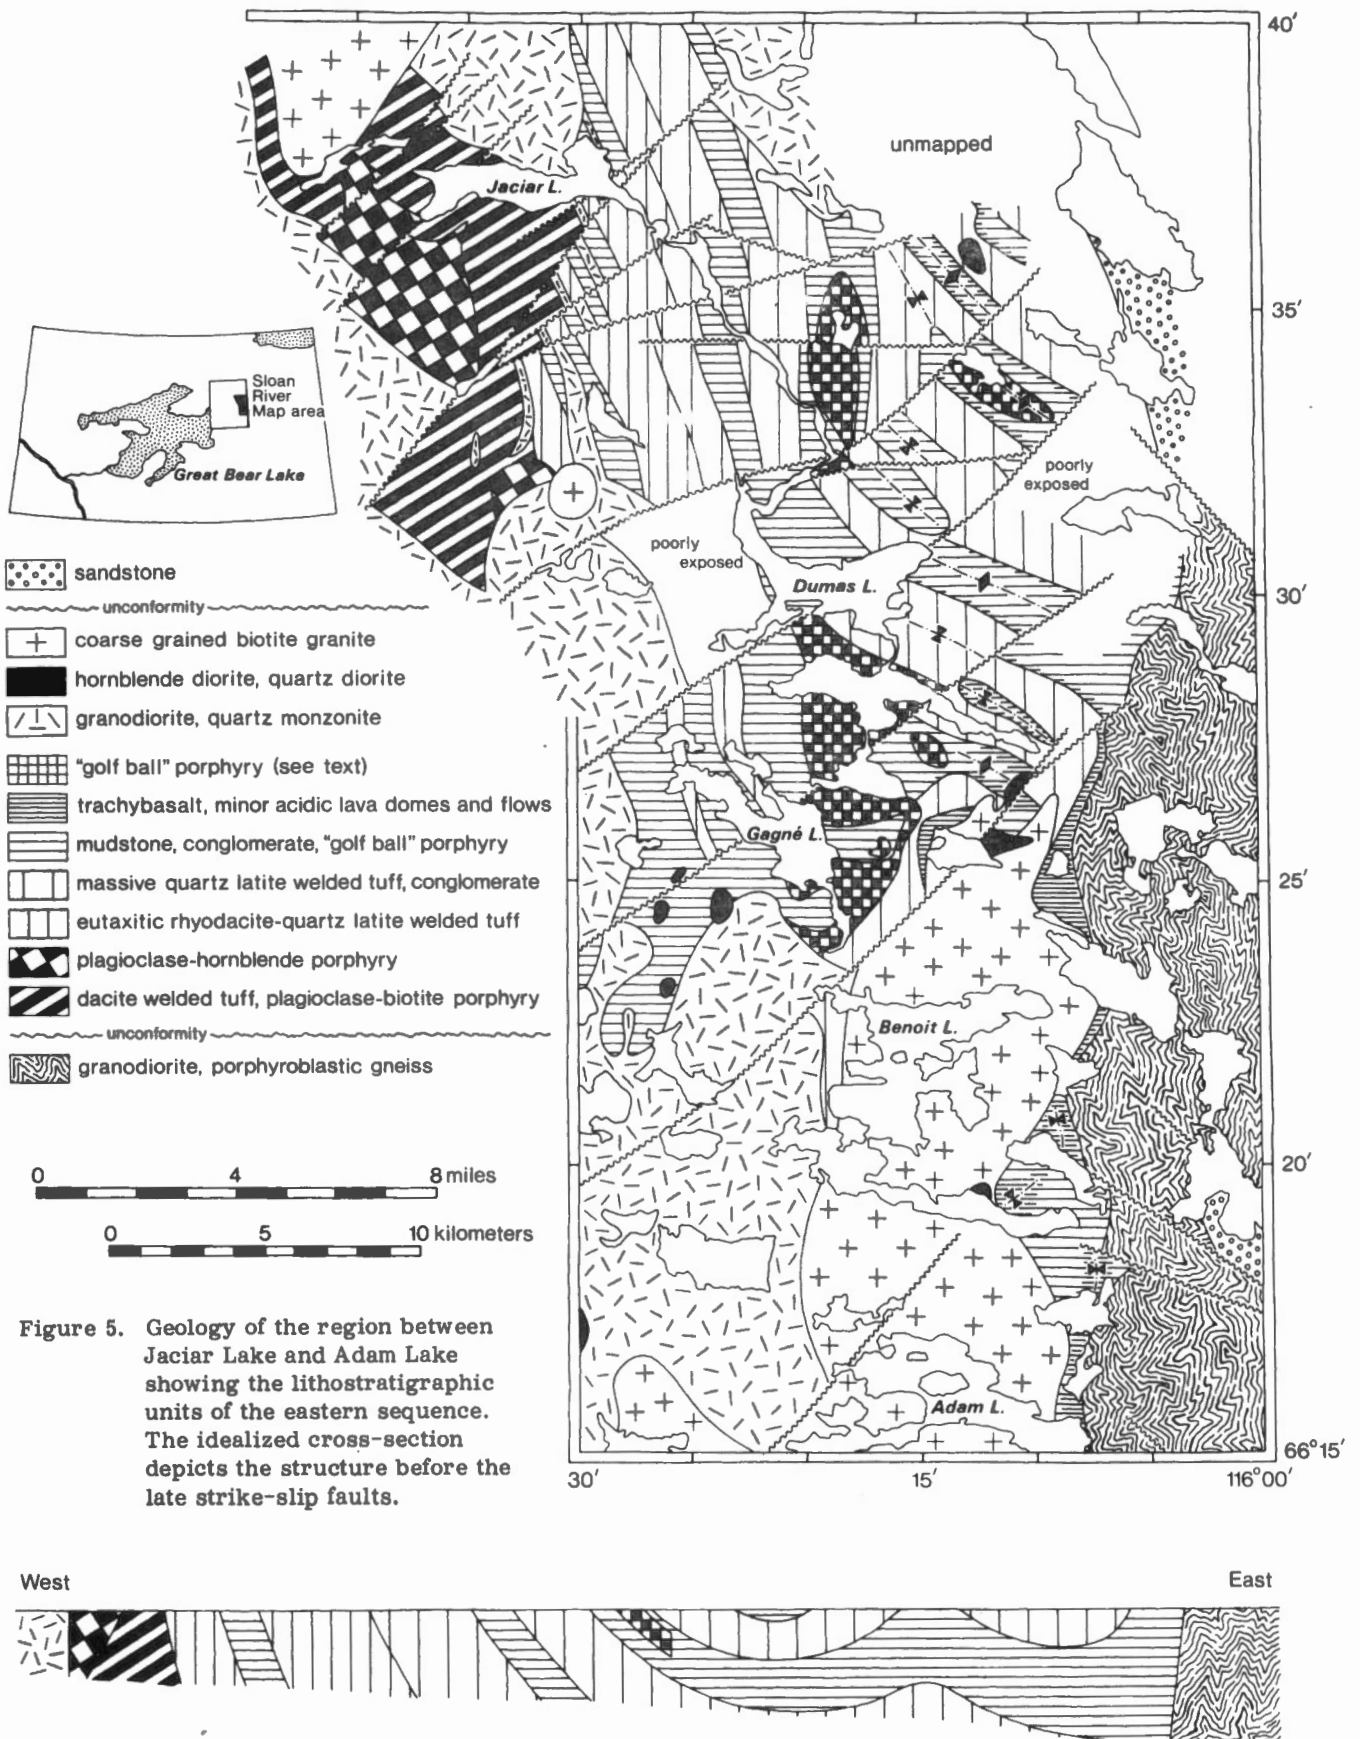 40′
unmapped
Jaciar L.
35′
Sloan
River
Map area
Great Bear Lake
poorly
exposed
poorly
exposed
Dumas L.
30′
sandstone
unconformity
coarse grained biotite granite
hornblende diorite, quartz diorite
granodiorite, quartz monzonite
"golf ball" porphyry (see text)
trachybasalt, minor acidic lava domes and flows
mudstone, conglomerate, "golf ball" porphyry
massive quartz latite welded tuff, conglomerate
eutaxitic rhyodacite-quartz latite welded tuff
plagioclase-hornblende porphyry
dacite welded tuff, plagioclase-biotite porphyry
unconformity
granodiorite, porphyroblastic gneiss
Gagné L.
25′
Benoit L.
20′
0 4 8 miles
0 5 10 kilometers
Adam L.
66°15′
30′ 15′ 116°00′
Figure 5. Geology of the region between
Jaciar Lake and Adam Lake
showing the lithostratigraphic
units of the eastern sequence.
The idealized cross-section
depicts the structure before the
late strike-slip faults.
West East